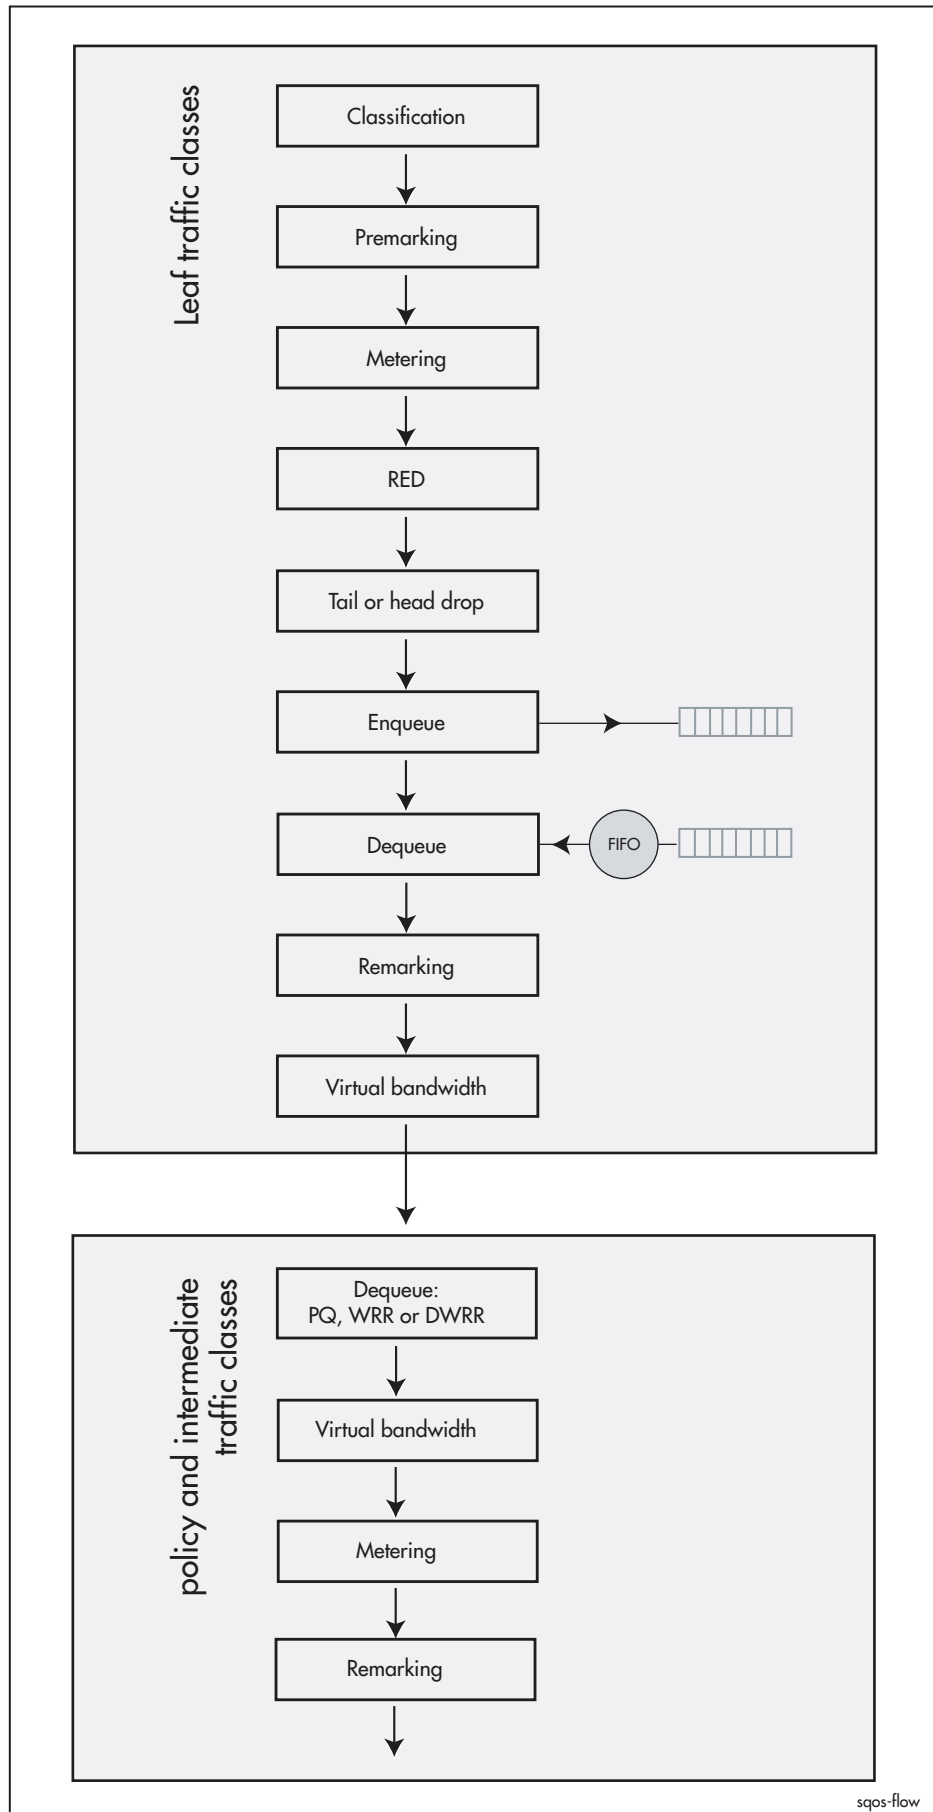 Leaf traffic classes
Classification
Premarking
Metering
RED
Tail or head drop
Enqueue
Dequeue
FIFO
Remarking
Virtual bandwidth
policy and intermediate
traffic classes
Dequeue:
PQ, WRR or DWRR
Virtual bandwidth
Metering
Remarking
sqos-flow